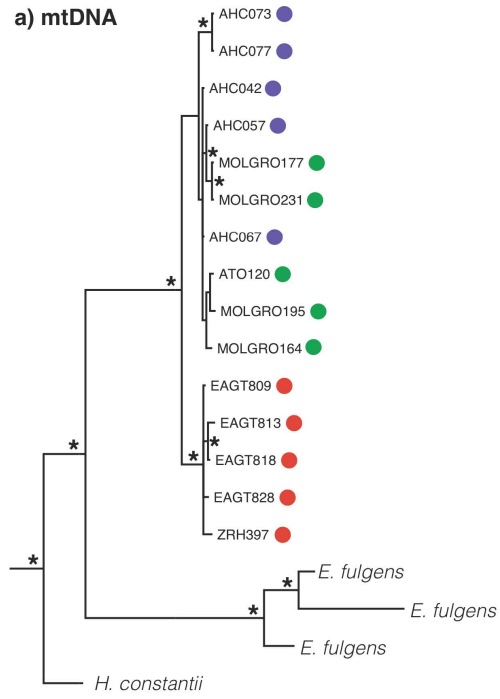 a) mtDNA
*
AHC073
AHC077
AHC042
AHC057
*
MOLGRO177
*
MOLGRO231
AHC067
ATO120
*
MOLGRO195
MOLGRO164
EAGT809
EAGT813
*
*
EAGT818
EAGT828
ZRH397
*
*
E. fulgens
*
*
E. fulgens
E. fulgens
H. constantii